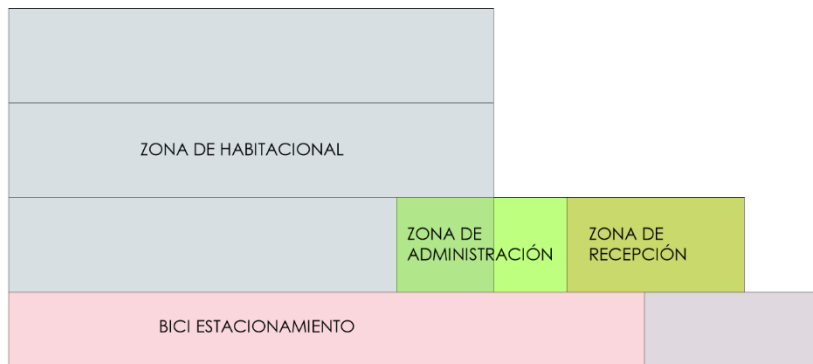 ZONA DE HABITACIONAL
ZONA DE
ADMINISTRACIÓN
ZONA DE
RECEPCIÓN
BICI ESTACIONAMIENTO